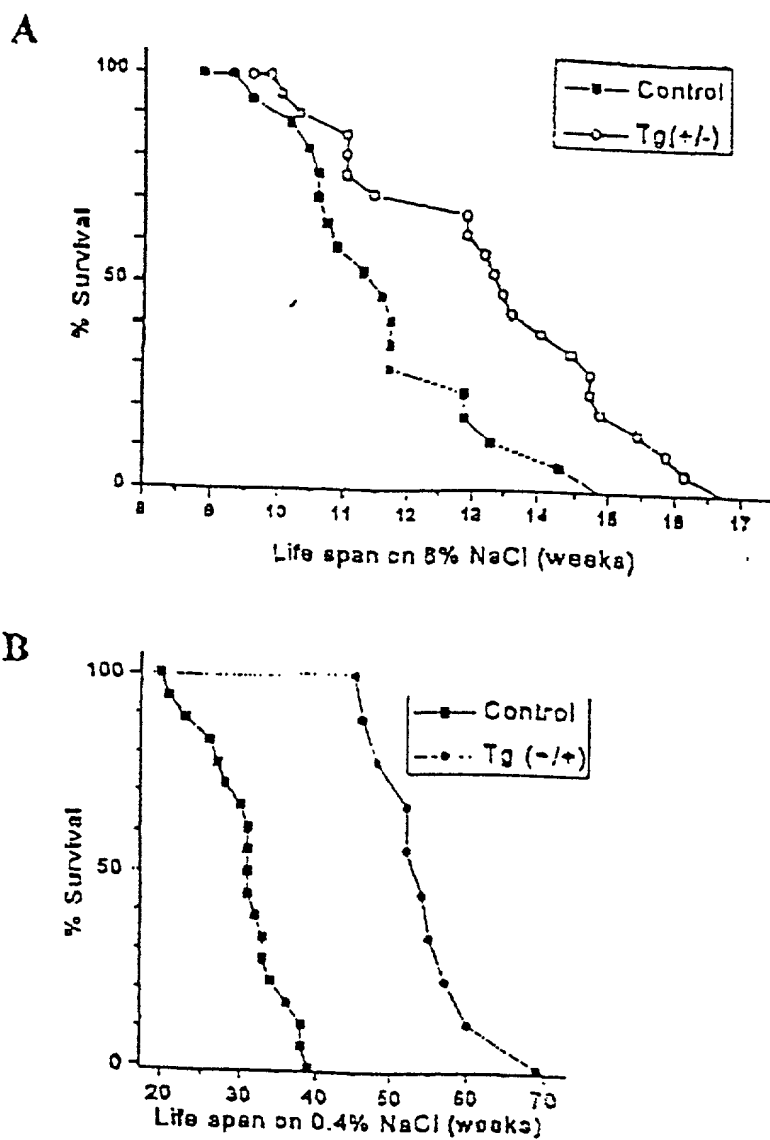 A
100
50
0
% Survival
Control
Tg(+/-)
8 9 10 11 12 13 14 15 16 17
Life span on 8% NaCl (weeks)
B
100
50
0
% Survival
Control
Tg (-/+)
20 30 40 50 60 70
Life span on 0.4% NaCl (weeks)